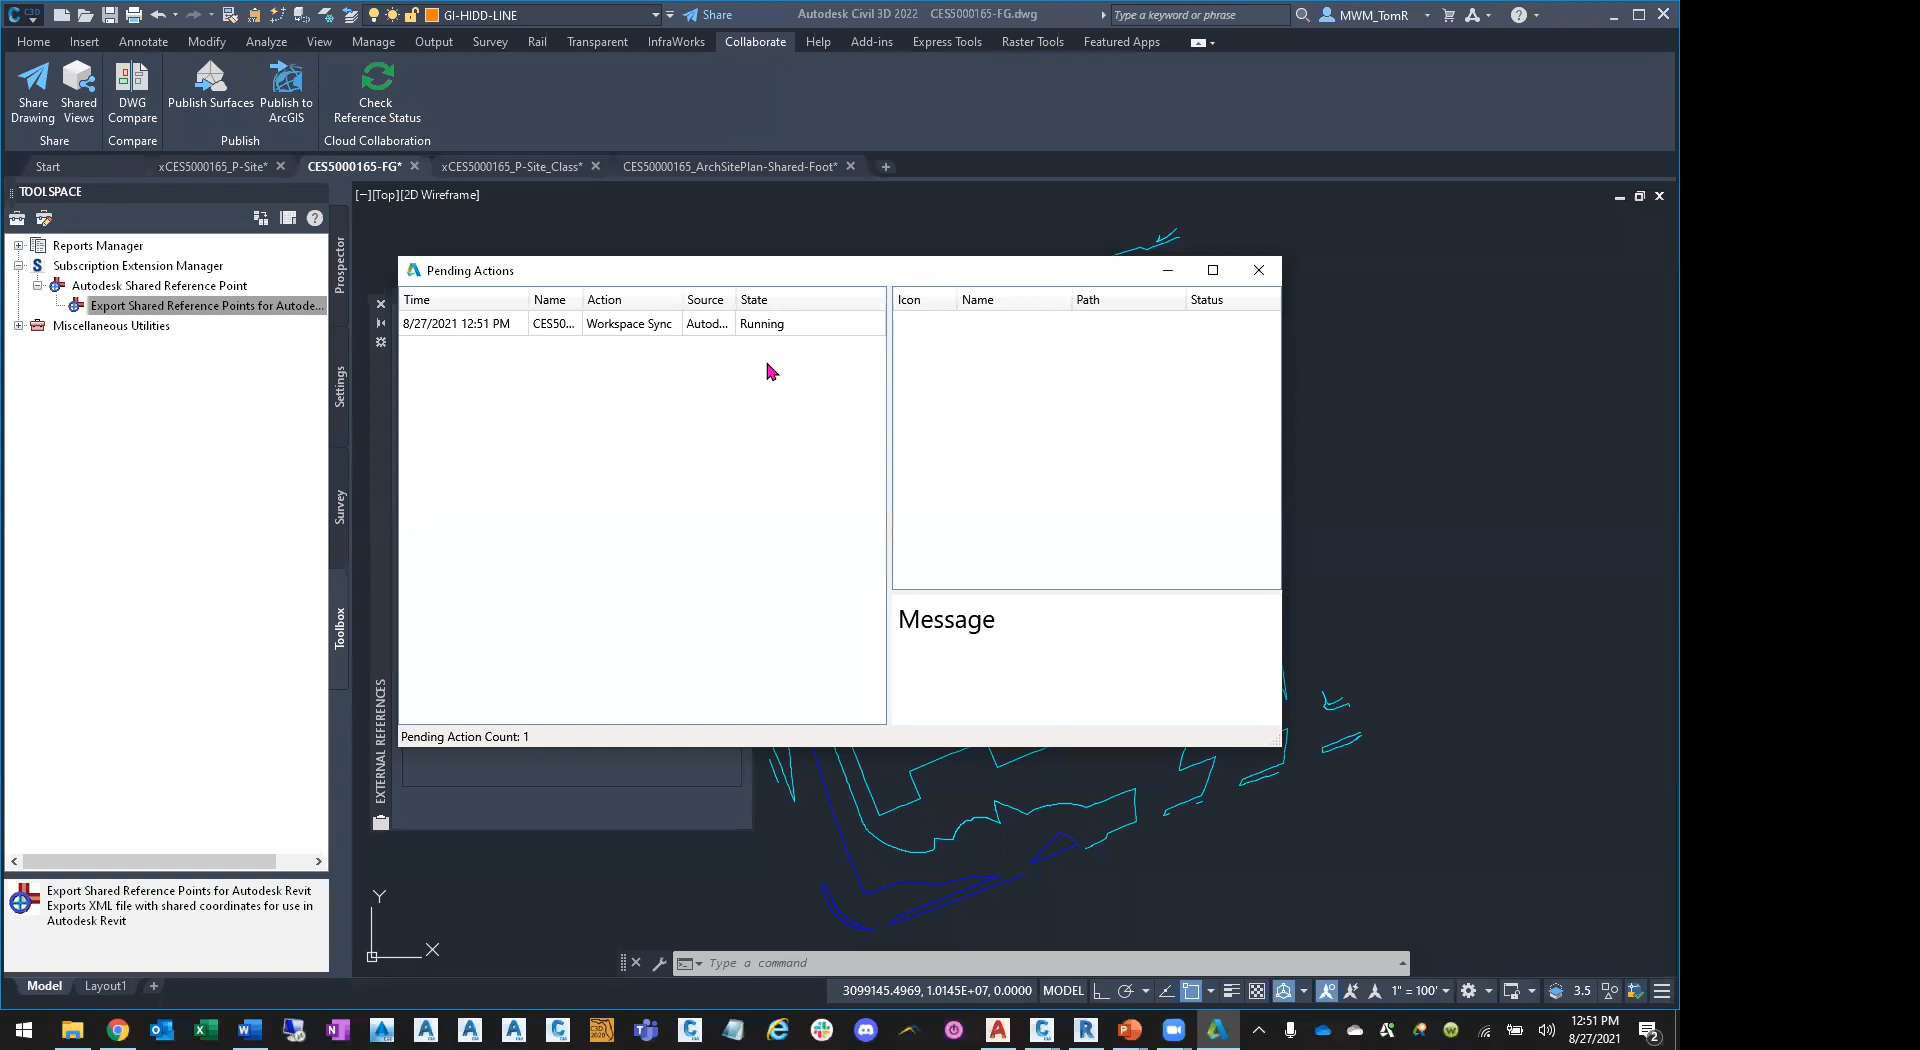 C3D
GI-HIDD-LINE
Share
Autodesk Civil 3D 2022 CES5000165-FG.dwg
Type a keyword or phrase
MWM_TomR
Home Insert Annotate Modify Analyze View Manage Output Survey Rail Transparent InfraWorks Collaborate Help Add-ins Express Tools Raster Tools Featured Apps
Share Drawing
Shared Views
DWG Compare
Publish Surfaces
Publish to ArcGIS
Check Reference Status
Share Compare Publish Cloud Collaboration
Start xCES5000165_P-Site* CES5000165-FG* xCES5000165_P-Site_Class* CES50000165_ArchSitePlan-Shared-Foot*
TOOLSPACE
[−][Top][2D Wireframe]
Reports Manager
Subscription Extension Manager
Autodesk Shared Reference Point
Export Shared Reference Points for Autode...
Miscellaneous Utilities
Prospector
Settings
Survey
Toolbox
EXTERNAL REFERENCES
Pending Actions
Time Name Action Source State
8/27/2021 12:51 PM CES50... Workspace Sync Autod... Running
Icon Name Path Status
Message
Pending Action Count: 1
Export Shared Reference Points for Autodesk Revit
Exports XML file with shared coordinates for use in
Autodesk Revit
Y
X
Type a command
Model Layout1
3099145.4969, 1.0145E+07, 0.0000 MODEL 1" = 100' 3.5
12:51 PM
8/27/2021
2